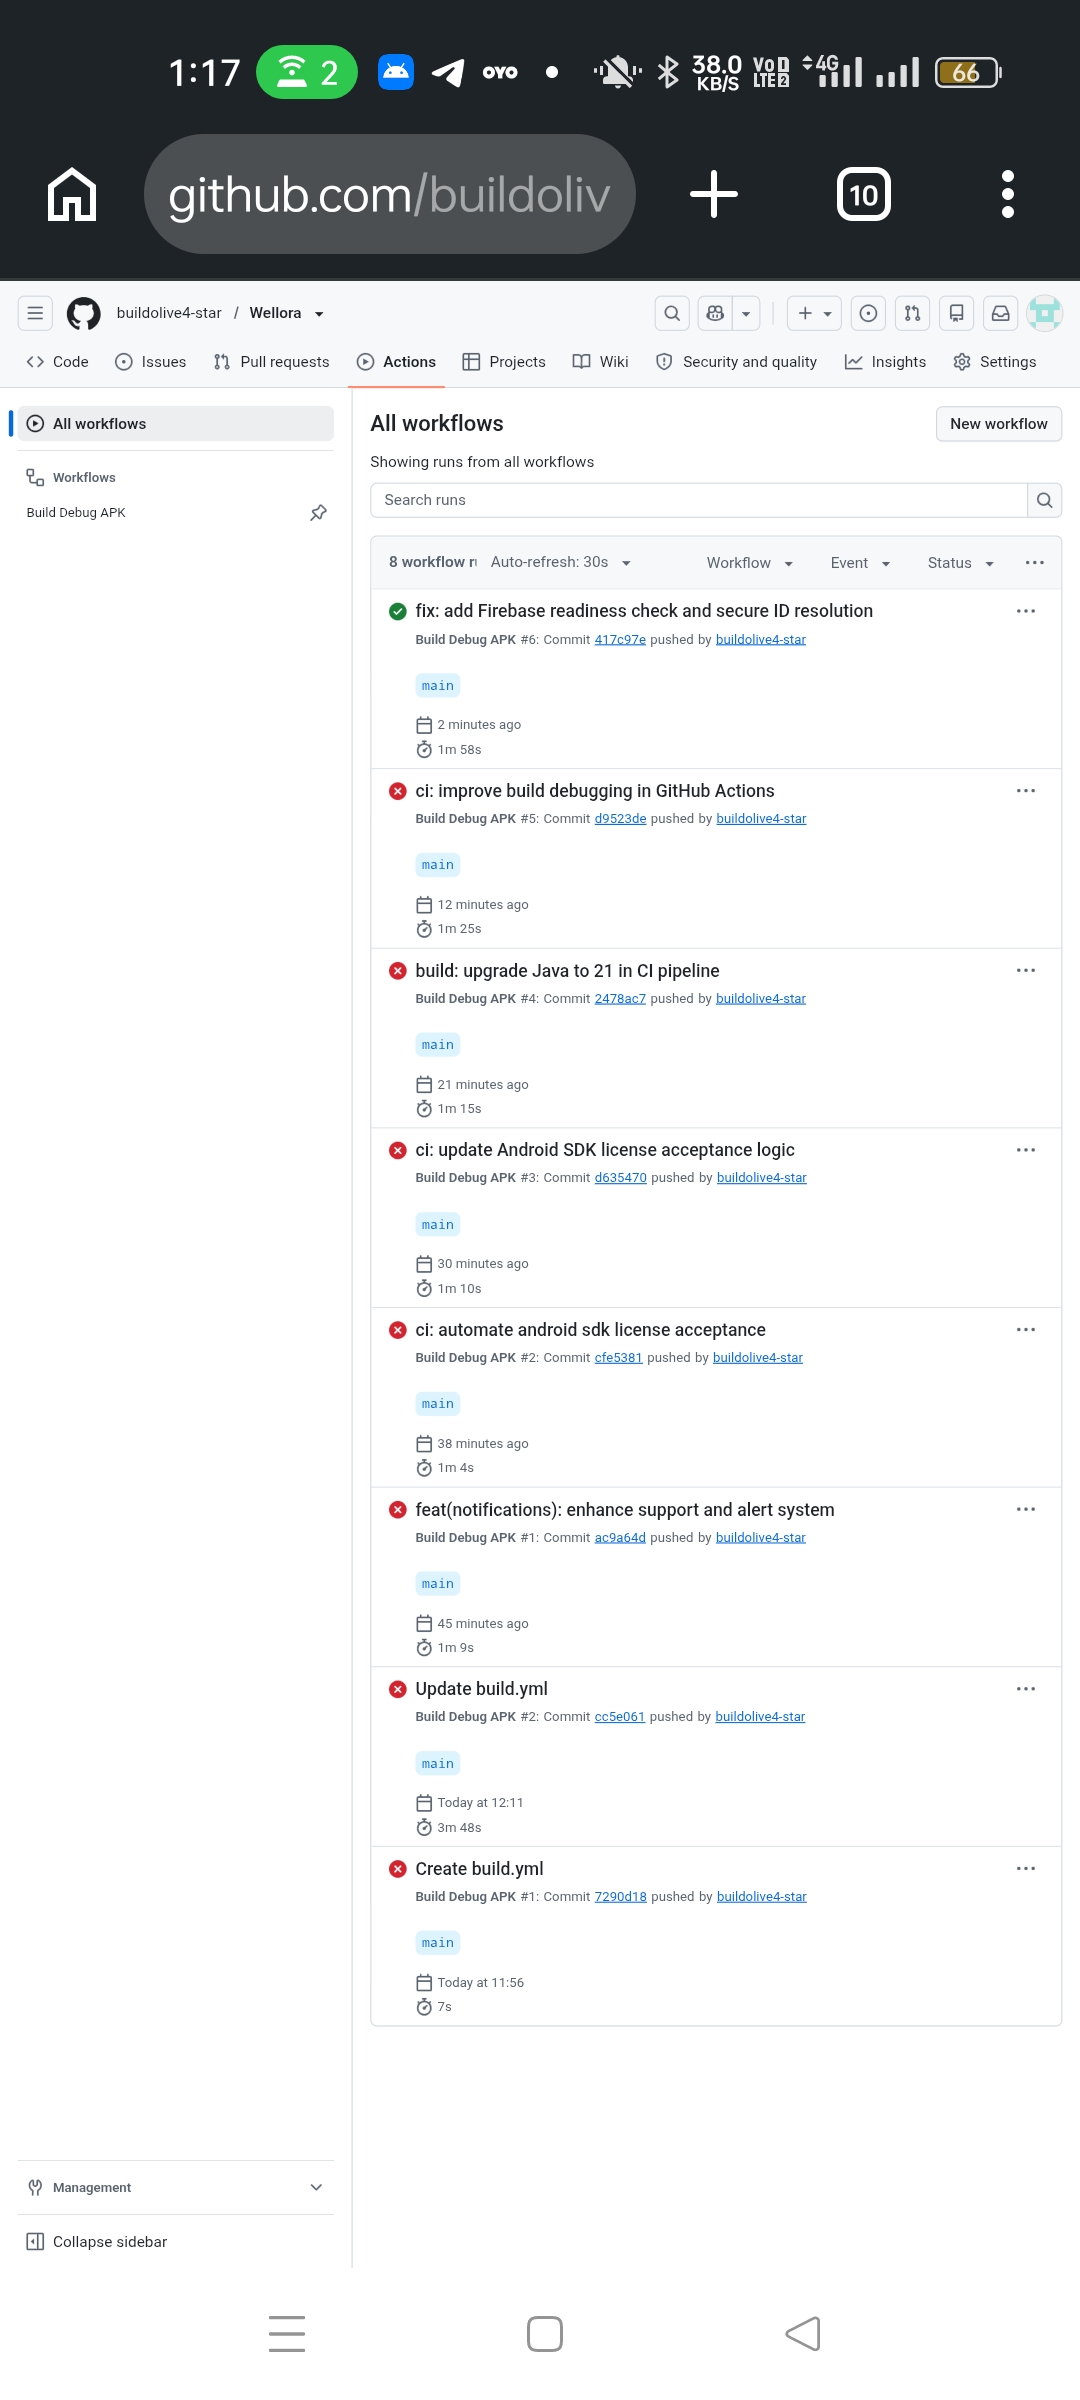 1:17 2 oyo 38.0 KB/S Vo 1 LTE 2 4G 66
github.com/buildoliv 10
buildolive4-star / Wellora
Code Issues Pull requests Actions Projects Wiki Security and quality Insights Settings
All workflows
Workflows
Build Debug APK
All workflows New workflow
Showing runs from all workflows
Search runs
8 workflow Auto-refresh: 30s Workflow Event Status
fix: add Firebase readiness check and secure ID resolution
Build Debug APK #6: Commit 417c97e pushed by buildolive4-star
main
2 minutes ago
1m 58s
ci: improve build debugging in GitHub Actions
Build Debug APK #5: Commit d9523de pushed by buildolive4-star
main
12 minutes ago
1m 25s
build: upgrade Java to 21 in CI pipeline
Build Debug APK #4: Commit 2478ac7 pushed by buildolive4-star
main
21 minutes ago
1m 15s
ci: update Android SDK license acceptance logic
Build Debug APK #3: Commit d635470 pushed by buildolive4-star
main
30 minutes ago
1m 10s
ci: automate android sdk license acceptance
Build Debug APK #2: Commit cfe5381 pushed by buildolive4-star
main
38 minutes ago
1m 4s
feat(notifications): enhance support and alert system
Build Debug APK #1: Commit ac9a64d pushed by buildolive4-star
main
45 minutes ago
1m 9s
Update build.yml
Build Debug APK #2: Commit cc5e061 pushed by buildolive4-star
main
Today at 12:11
3m 48s
Create build.yml
Build Debug APK #1: Commit 7290d18 pushed by buildolive4-star
main
Today at 11:56
7s
Management
Collapse sidebar